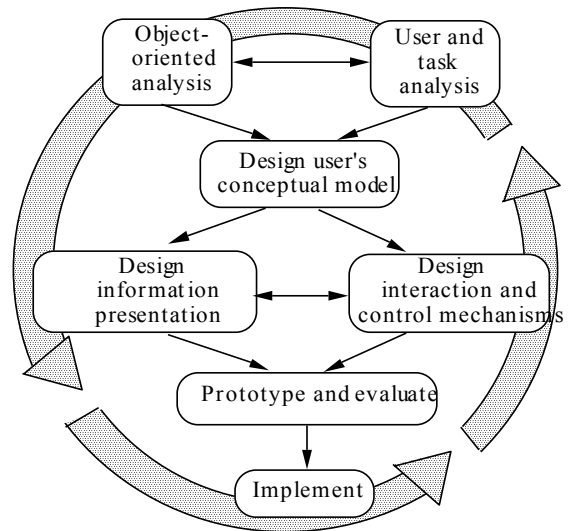 Object-
oriented
analysis
User and
task
analysis
Design user's
conceptual model
Design
information
presentation
Design
interaction and
control mechanisms
Prototype and evaluate
Implement